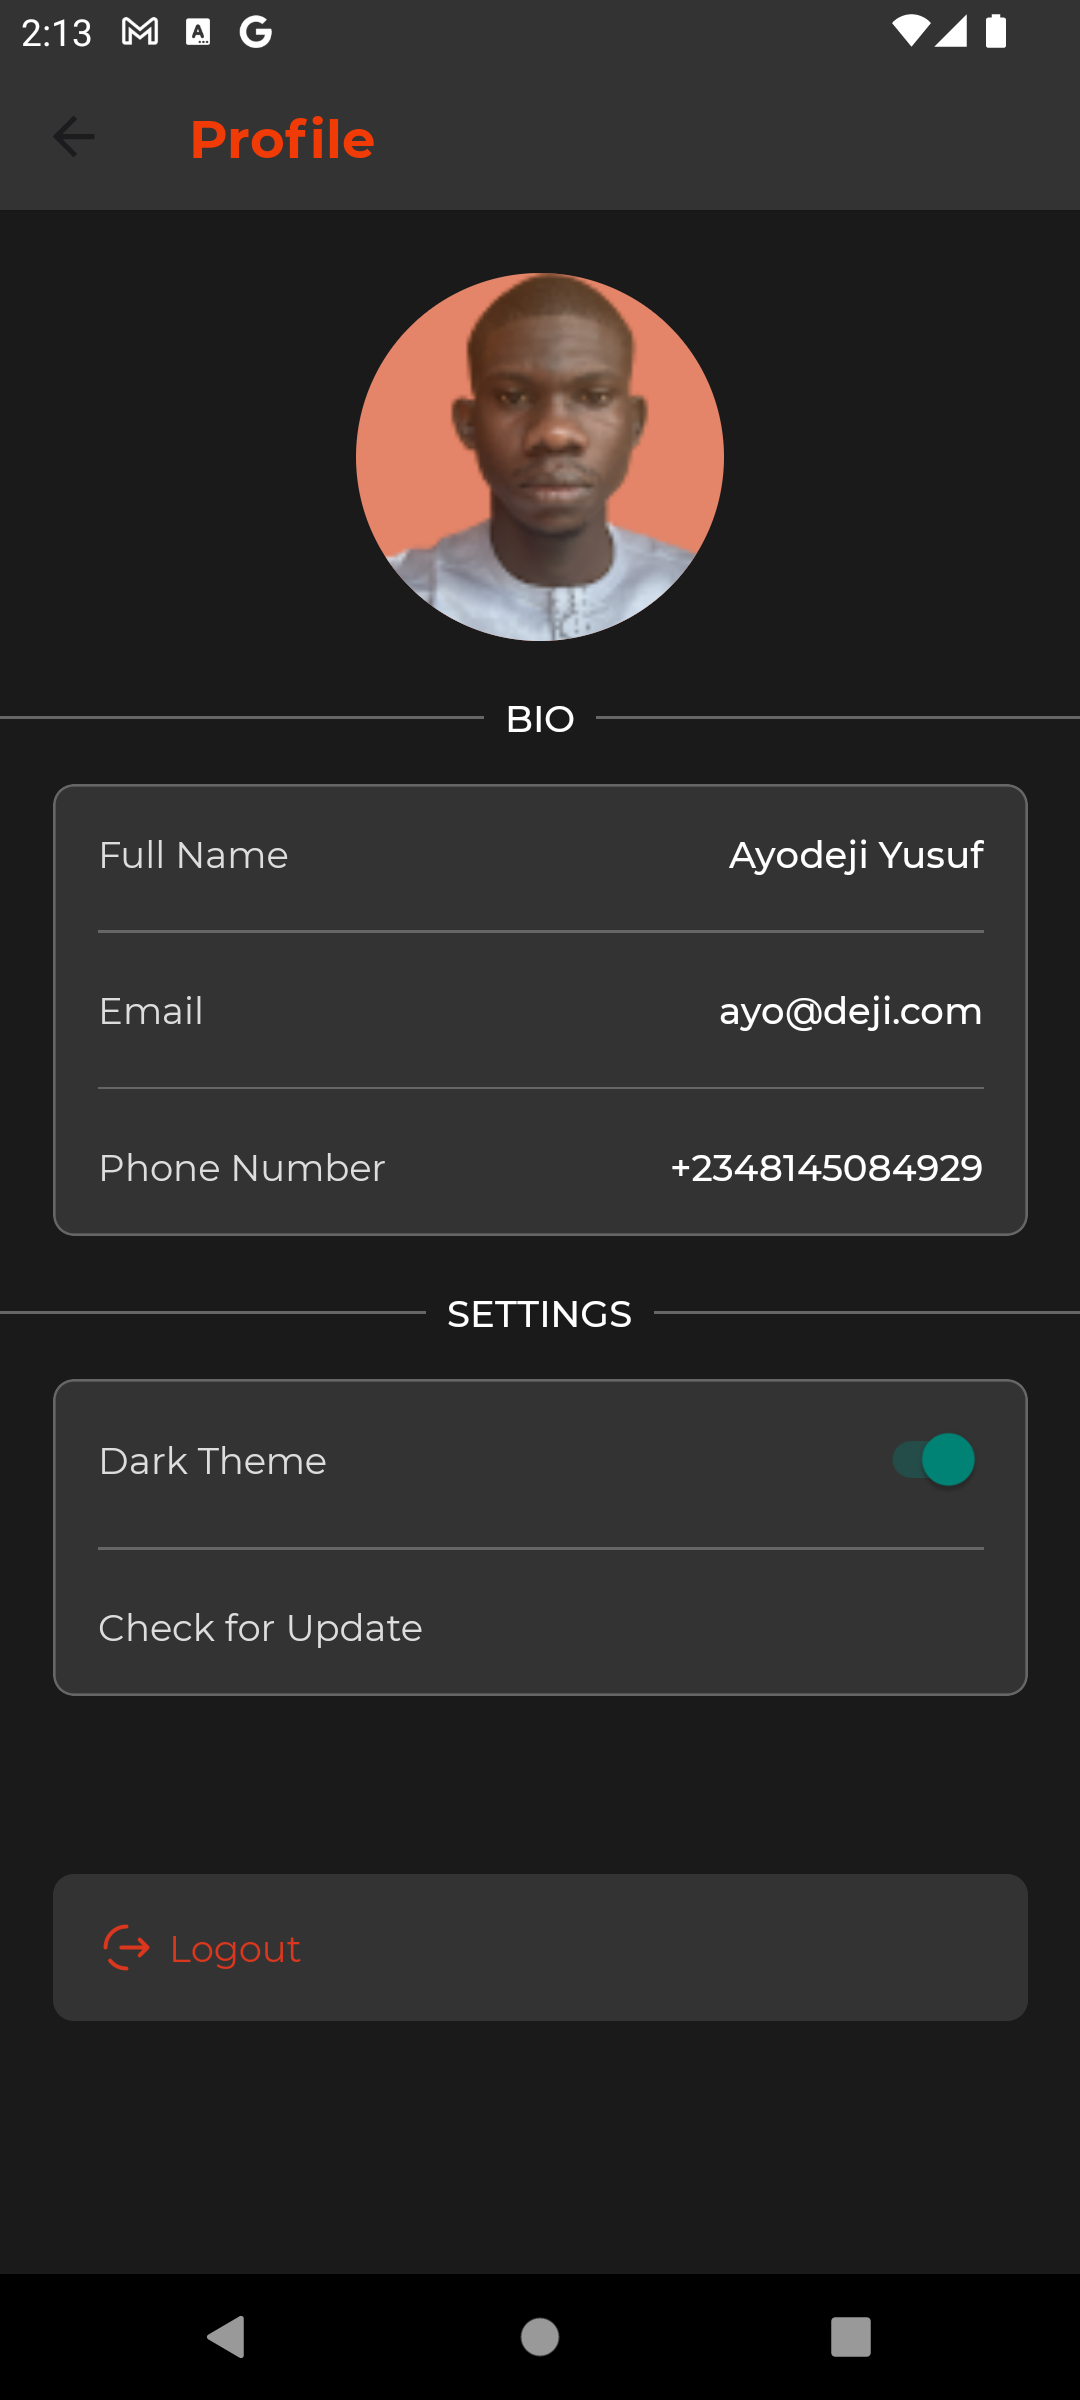 2:13
Profile
BIO
Full Name Ayodeji Yusuf
Email ayo@deji.com
Phone Number +2348145084929
SETTINGS
Dark Theme
Check for Update
Logout